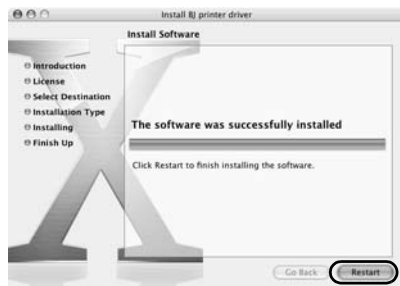 Install BJ printer driver
Install Software
Introduction
License
Select Destination
Installation Type
Installing
Finish Up
The software was successfully installed
Click Restart to finish installing the software.
Go Back
Restart